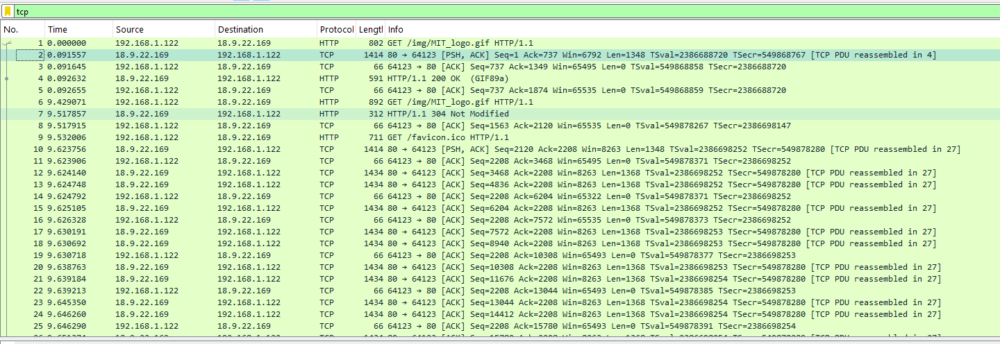 tcp
No. Time Source Destination Protocol Lengtl Info
1 0.000000 192.168.1.122 18.9.22.169 HTTP 802 GET /img/MIT_logo.gif HTTP/1.1
2 0.091557 18.9.22.169 192.168.1.122 TCP 1414 80 → 64123 [PSH, ACK] Seq=1 Ack=737 Win=6792 Len=1348 TSval=2386688720 TSecr=549868767 [TCP PDU reassembled in 4]
3 0.091645 192.168.1.122 18.9.22.169 TCP 66 64123 → 80 [ACK] Seq=737 Ack=1349 Win=65495 Len=0 TSval=549868858 TSecr=2386688720
4 0.092632 18.9.22.169 192.168.1.122 HTTP 591 HTTP/1.1 200 OK  (GIF89a)
5 0.092655 192.168.1.122 18.9.22.169 TCP 66 64123 → 80 [ACK] Seq=737 Ack=1874 Win=65535 Len=0 TSval=549868859 TSecr=2386688720
6 9.429071 192.168.1.122 18.9.22.169 HTTP 892 GET /img/MIT_logo.gif HTTP/1.1
7 9.517857 18.9.22.169 192.168.1.122 HTTP 312 HTTP/1.1 304 Not Modified
8 9.517915 192.168.1.122 18.9.22.169 TCP 66 64123 → 80 [ACK] Seq=1563 Ack=2120 Win=65535 Len=0 TSval=549878267 TSecr=2386698147
9 9.532006 192.168.1.122 18.9.22.169 HTTP 711 GET /favicon.ico HTTP/1.1
10 9.623756 18.9.22.169 192.168.1.122 TCP 1414 80 → 64123 [PSH, ACK] Seq=2120 Ack=2208 Win=8263 Len=1348 TSval=2386698252 TSecr=549878280 [TCP PDU reassembled in 27]
11 9.623906 192.168.1.122 18.9.22.169 TCP 66 64123 → 80 [ACK] Seq=2208 Ack=3468 Win=65495 Len=0 TSval=549878371 TSecr=2386698252
12 9.624140 18.9.22.169 192.168.1.122 TCP 1434 80 → 64123 [ACK] Seq=3468 Ack=2208 Win=8263 Len=1368 TSval=2386698252 TSecr=549878280 [TCP PDU reassembled in 27]
13 9.624748 18.9.22.169 192.168.1.122 TCP 1434 80 → 64123 [ACK] Seq=4836 Ack=2208 Win=8263 Len=1368 TSval=2386698252 TSecr=549878280 [TCP PDU reassembled in 27]
14 9.624792 192.168.1.122 18.9.22.169 TCP 66 64123 → 80 [ACK] Seq=2208 Ack=6204 Win=65322 Len=0 TSval=549878371 TSecr=2386698252
15 9.625105 18.9.22.169 192.168.1.122 TCP 1434 80 → 64123 [ACK] Seq=6204 Ack=2208 Win=8263 Len=1368 TSval=2386698252 TSecr=549878280 [TCP PDU reassembled in 27]
16 9.626328 192.168.1.122 18.9.22.169 TCP 66 64123 → 80 [ACK] Seq=2208 Ack=7572 Win=65535 Len=0 TSval=549878373 TSecr=2386698252
17 9.630191 18.9.22.169 192.168.1.122 TCP 1434 80 → 64123 [ACK] Seq=7572 Ack=2208 Win=8263 Len=1368 TSval=2386698253 TSecr=549878280 [TCP PDU reassembled in 27]
18 9.630692 18.9.22.169 192.168.1.122 TCP 1434 80 → 64123 [ACK] Seq=8940 Ack=2208 Win=8263 Len=1368 TSval=2386698253 TSecr=549878280 [TCP PDU reassembled in 27]
19 9.630718 192.168.1.122 18.9.22.169 TCP 66 64123 → 80 [ACK] Seq=2208 Ack=10308 Win=65493 Len=0 TSval=549878377 TSecr=2386698253
20 9.638763 18.9.22.169 192.168.1.122 TCP 1434 80 → 64123 [ACK] Seq=10308 Ack=2208 Win=8263 Len=1368 TSval=2386698253 TSecr=549878280 [TCP PDU reassembled in 27]
21 9.639184 18.9.22.169 192.168.1.122 TCP 1434 80 → 64123 [ACK] Seq=11676 Ack=2208 Win=8263 Len=1368 TSval=2386698254 TSecr=549878280 [TCP PDU reassembled in 27]
22 9.639213 192.168.1.122 18.9.22.169 TCP 66 64123 → 80 [ACK] Seq=2208 Ack=13044 Win=65493 Len=0 TSval=549878385 TSecr=2386698253
23 9.645350 18.9.22.169 192.168.1.122 TCP 1434 80 → 64123 [ACK] Seq=13044 Ack=2208 Win=8263 Len=1368 TSval=2386698254 TSecr=549878280 [TCP PDU reassembled in 27]
24 9.646260 18.9.22.169 192.168.1.122 TCP 1434 80 → 64123 [ACK] Seq=14412 Ack=2208 Win=8263 Len=1368 TSval=2386698254 TSecr=549878280 [TCP PDU reassembled in 27]
25 9.646290 192.168.1.122 18.9.22.169 TCP 66 64123 → 80 [ACK] Seq=2208 Ack=15780 Win=65493 Len=0 TSval=549878391 TSecr=2386698254